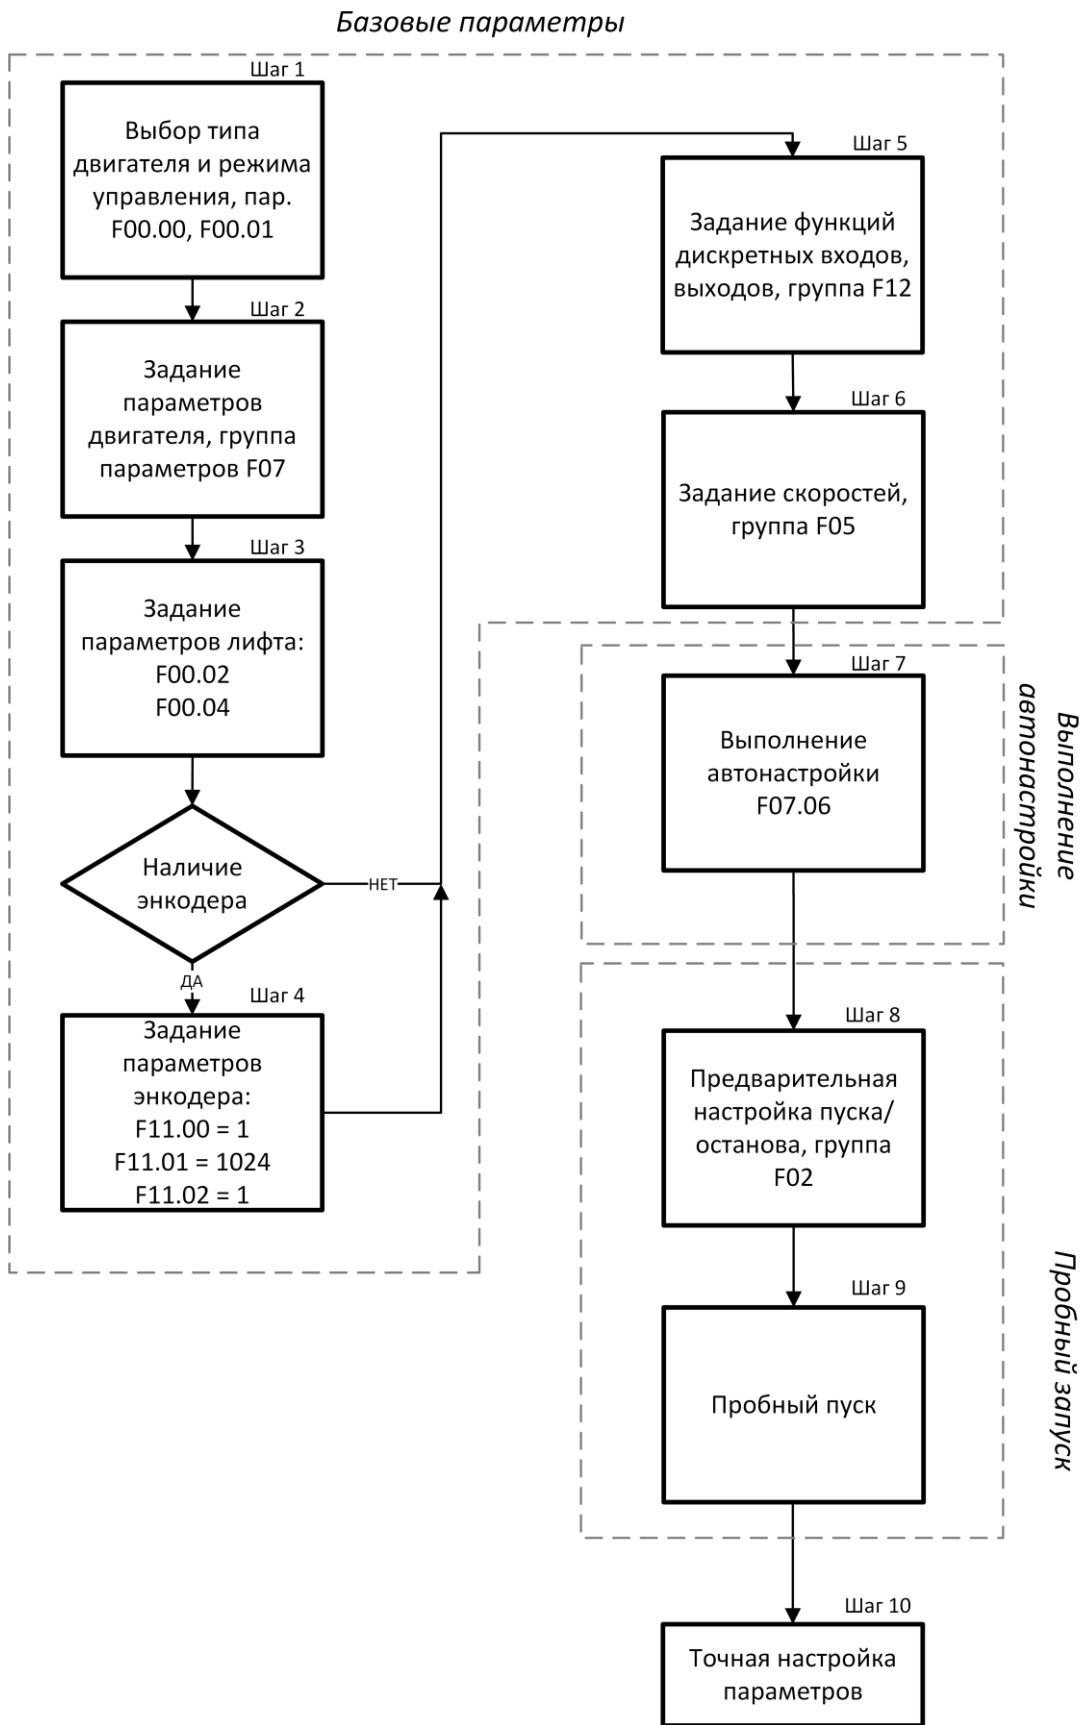 Базовые параметры
Шаг 1
Выбор типа
двигателя и режима
управления, пар.
F00.00, F00.01
Шаг 2
Задание
параметров
двигателя, группа
параметров F07
Шаг 3
Задание
параметров лифта:
F00.02
F00.04
Наличие
энкодера
НЕТ
ДА
Шаг 4
Задание
параметров
энкодера:
F11.00 = 1
F11.01 = 1024
F11.02 = 1
Шаг 5
Задание функций
дискретных входов,
выходов, группа F12
Шаг 6
Задание скоростей,
группа F05
Выполнение
автонастройки
Шаг 7
Выполнение
автонастройки
F07.06
Пробный запуск
Шаг 8
Предварительная
настройка пуска/
останова, группа
F02
Шаг 9
Пробный пуск
Шаг 10
Точная настройка
параметров